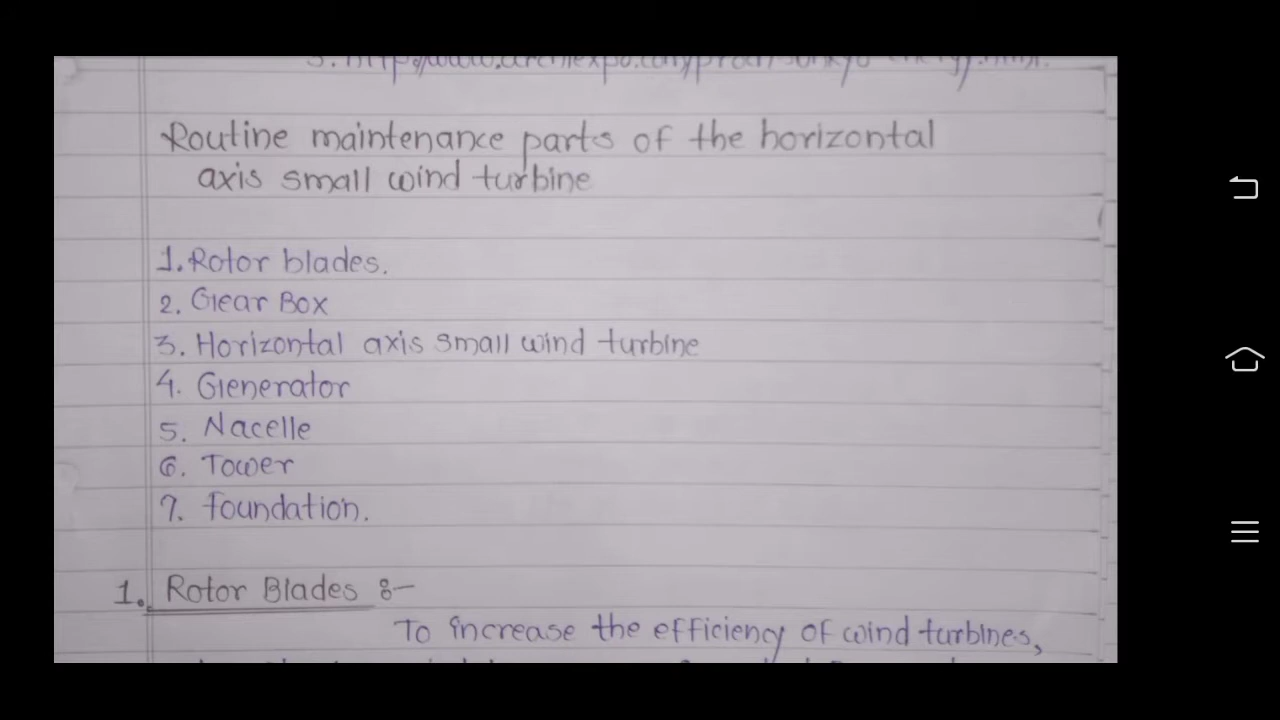 Routine maintenance parts of the horizontal
axis small wind turbine
1. Rotor blades.
2. Gear Box
3. Horizontal axis small wind turbine
4. Generator
5. Nacelle
6. Tower
7. foundation.
1. Rotor Blades :-
To increase the efficiency of wind turbines,